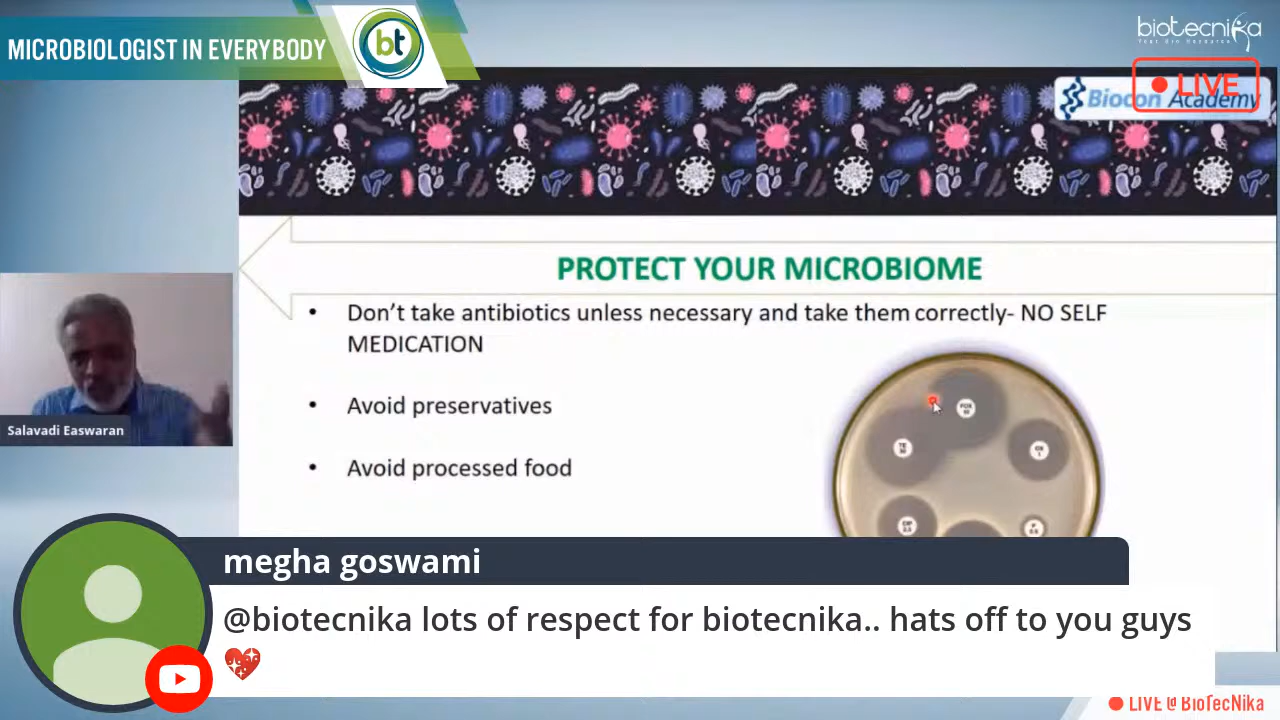 MICROBIOLOGIST IN EVERYBODY
bt
biotecnika
LIVE
Biocon Academy
PROTECT YOUR MICROBIOME
• Don’t take antibiotics unless necessary and take them correctly- NO SELF
MEDICATION
• Avoid preservatives
• Avoid processed food
Salavadi Easwaran
megha goswami
@biotecnika lots of respect for biotecnika.. hats off to you guys
💖
LIVE @ BioTecNika